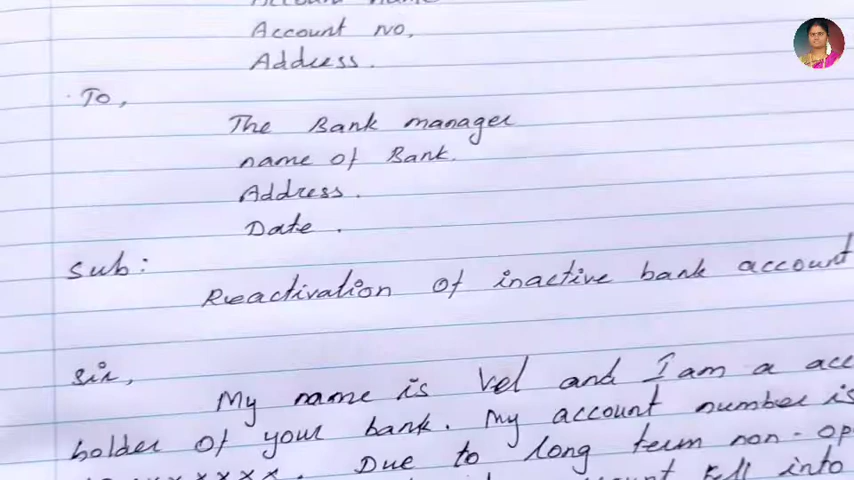 Account no,
Address.
To,
The Bank manager
name of Bank.
Address.
Date.
Sub:
Reactivation of inactive bank account
Sir,
My name is Vel and I am a
holder of your bank. My account number is
Due to long term non-
into